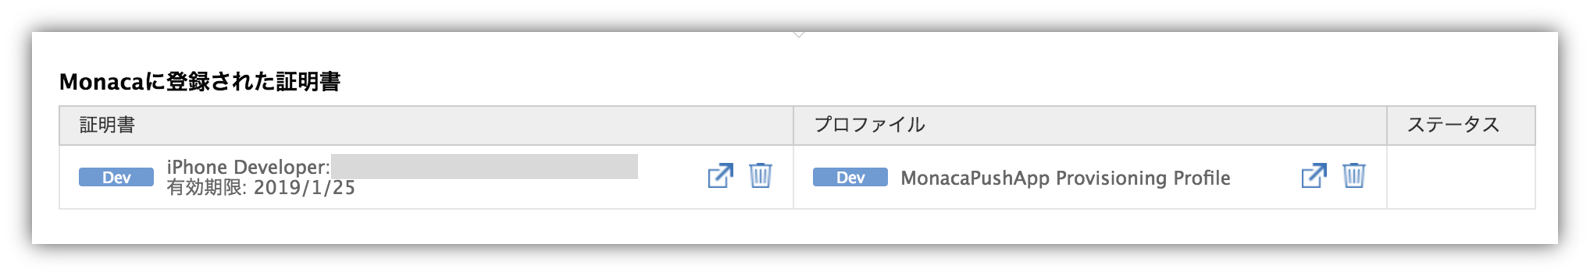 Monacaに登録された証明書
証明書 プロファイル ステータス
Dev iPhone Developer: Dev MonacaPushApp Provisioning Profile
有効期限: 2019/1/25